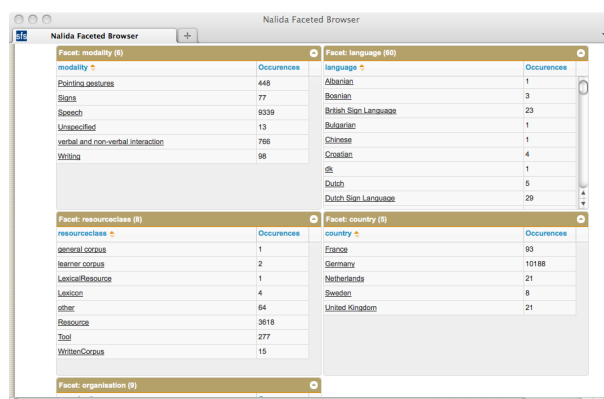 Nalida Faceted Browser
sfs Nalida Faceted Browser +
Facet: modality (6)
modality Occurences
Pointing gestures 448
Signs 77
Speech 9339
Unspecified 13
verbal and non-verbal interaction 766
Writing 98
Facet: language (60)
language Occurences
Albanian 1
Bosnian 3
British Sign Language 23
Bulgarian 1
Chinese 1
Croatian 4
dk 1
Dutch 5
Dutch Sign Language 29
Facet: resourceclass (8)
resourceclass Occurences
general corpus 1
learner corpus 2
LexicalResource 1
Lexicon 4
other 64
Resource 3618
Tool 277
WrittenCorpus 15
Facet: country (5)
country Occurences
France 93
Germany 10188
Netherlands 21
Sweden 8
United Kingdom 21
Facet: organisation (9)